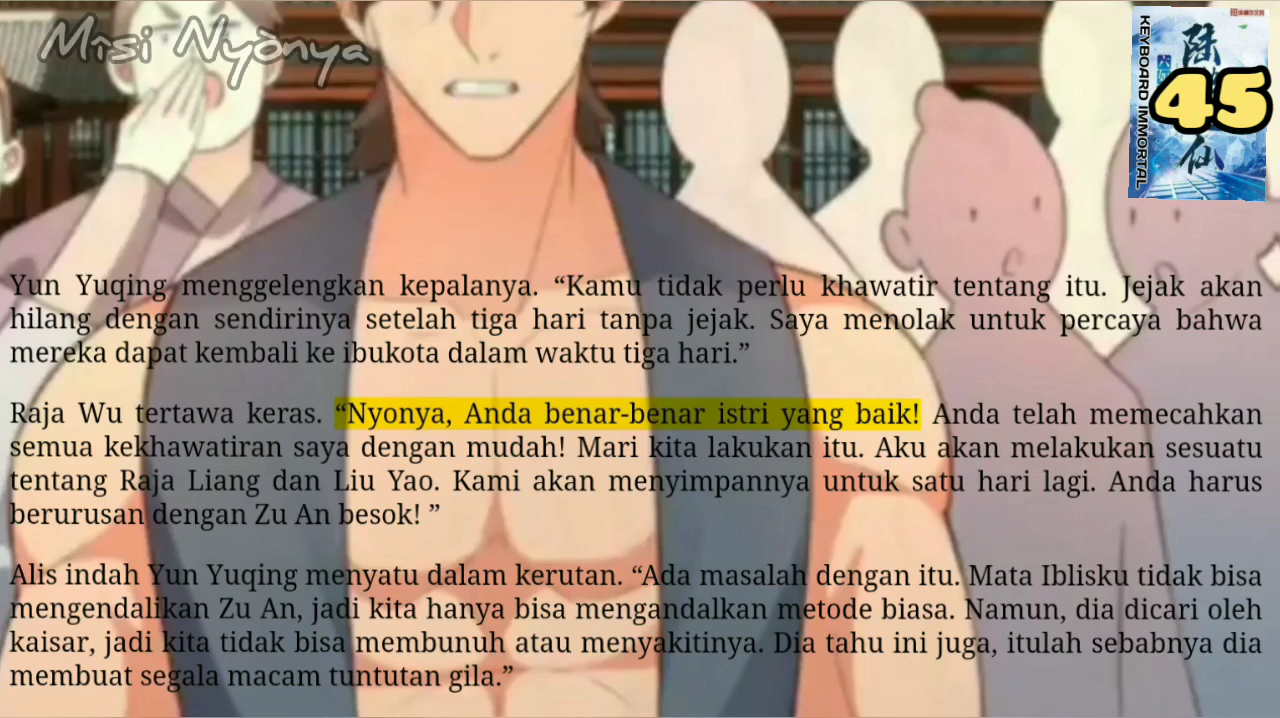 Mısi Nyònya
KEYBOARD IMMORTAL
45
Yun Yuqing menggelengkan kepalanya. “Kamu tidak perlu khawatir tentang itu. Jejak akan
hilang dengan sendirinya setelah tiga hari tanpa jejak. Saya menolak untuk percaya bahwa
mereka dapat kembali ke ibukota dalam waktu tiga hari.”
Raja Wu tertawa keras. “Nyonya, Anda benar-benar istri yang baik! Anda telah memecahkan
semua kekhawatiran saya dengan mudah! Mari kita lakukan itu. Aku akan melakukan sesuatu
tentang Raja Liang dan Liu Yao. Kami akan menyimpannya untuk satu hari lagi. Anda harus
berurusan dengan Zu An besok! ”
Alis indah Yun Yuqing menyatu dalam kerutan. “Ada masalah dengan itu. Mata Iblisku tidak bisa
mengendalikan Zu An, jadi kita hanya bisa mengandalkan metode biasa. Namun, dia dicari oleh
kaisar, jadi kita tidak bisa membunuh atau menyakitinya. Dia tahu ini juga, itulah sebabnya dia
membuat segala macam tuntutan gila.”